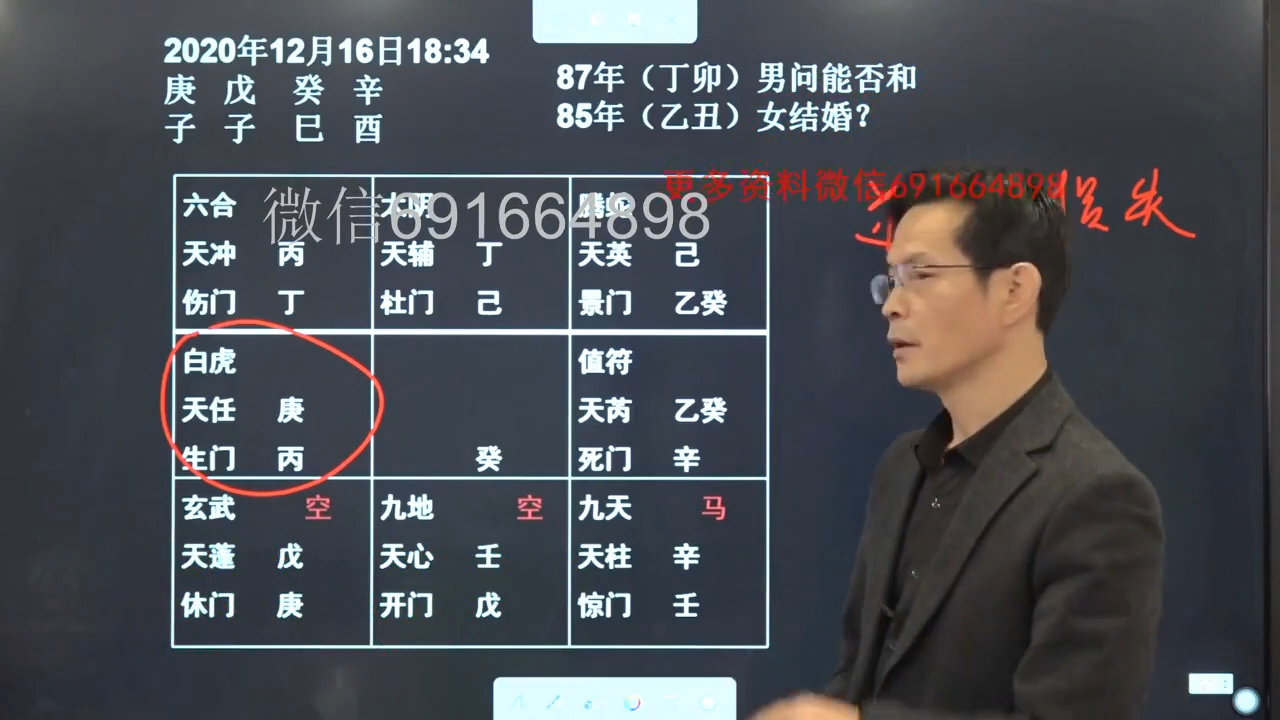 2020年12月16日18:34
庚 戊 癸 辛
子 子 巳 酉
87年（丁卯）男问能否和
85年（乙丑）女结婚？
更多资料微信691664898
损失
微信691664898
六合
天冲 丙
伤门 丁
天辅 丁
杜门 己
天英 己
景门 乙癸
白虎
天任 庚
生门 丙
癸
值符
天芮 乙癸
死门 辛
玄武 空
天蓬 戊
休门 庚
九地 空
天心 壬
开门 戊
九天 马
天柱 辛
惊门 壬